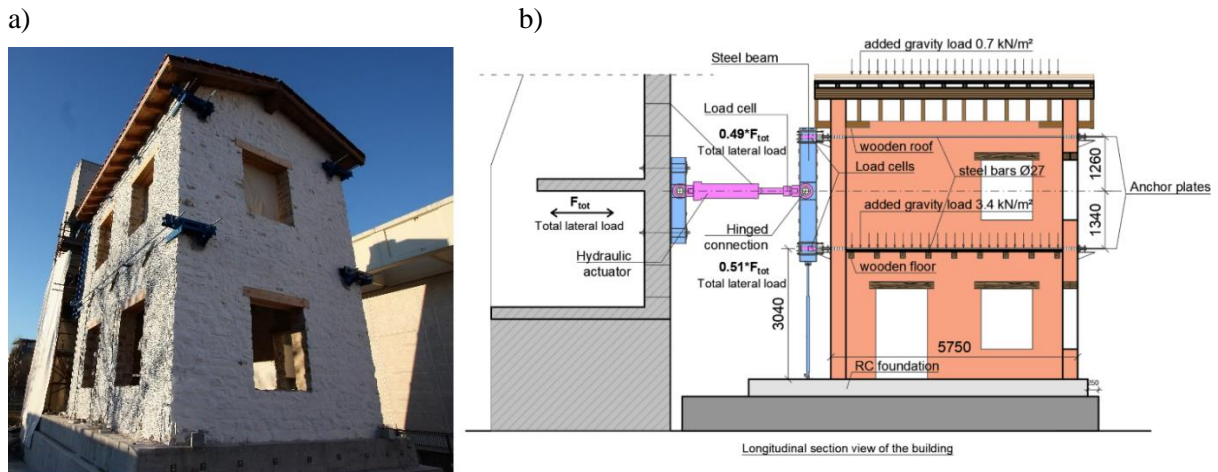 a)
b)
added gravity load 0.7 kN/m²
Steel beam
Load cell
0.49*Ftot
Total lateral load
wooden roof
Load cells
steel bars Ø27
1260
Anchor plates
Ftot
Total lateral load
added gravity load 3.4 kN/m²
1340
Hinged
connection
Hydraulic
actuator
wooden floor
0.51*Ftot
Total lateral load
3040
5750
RC foundation
250
Longitudinal section view of the building